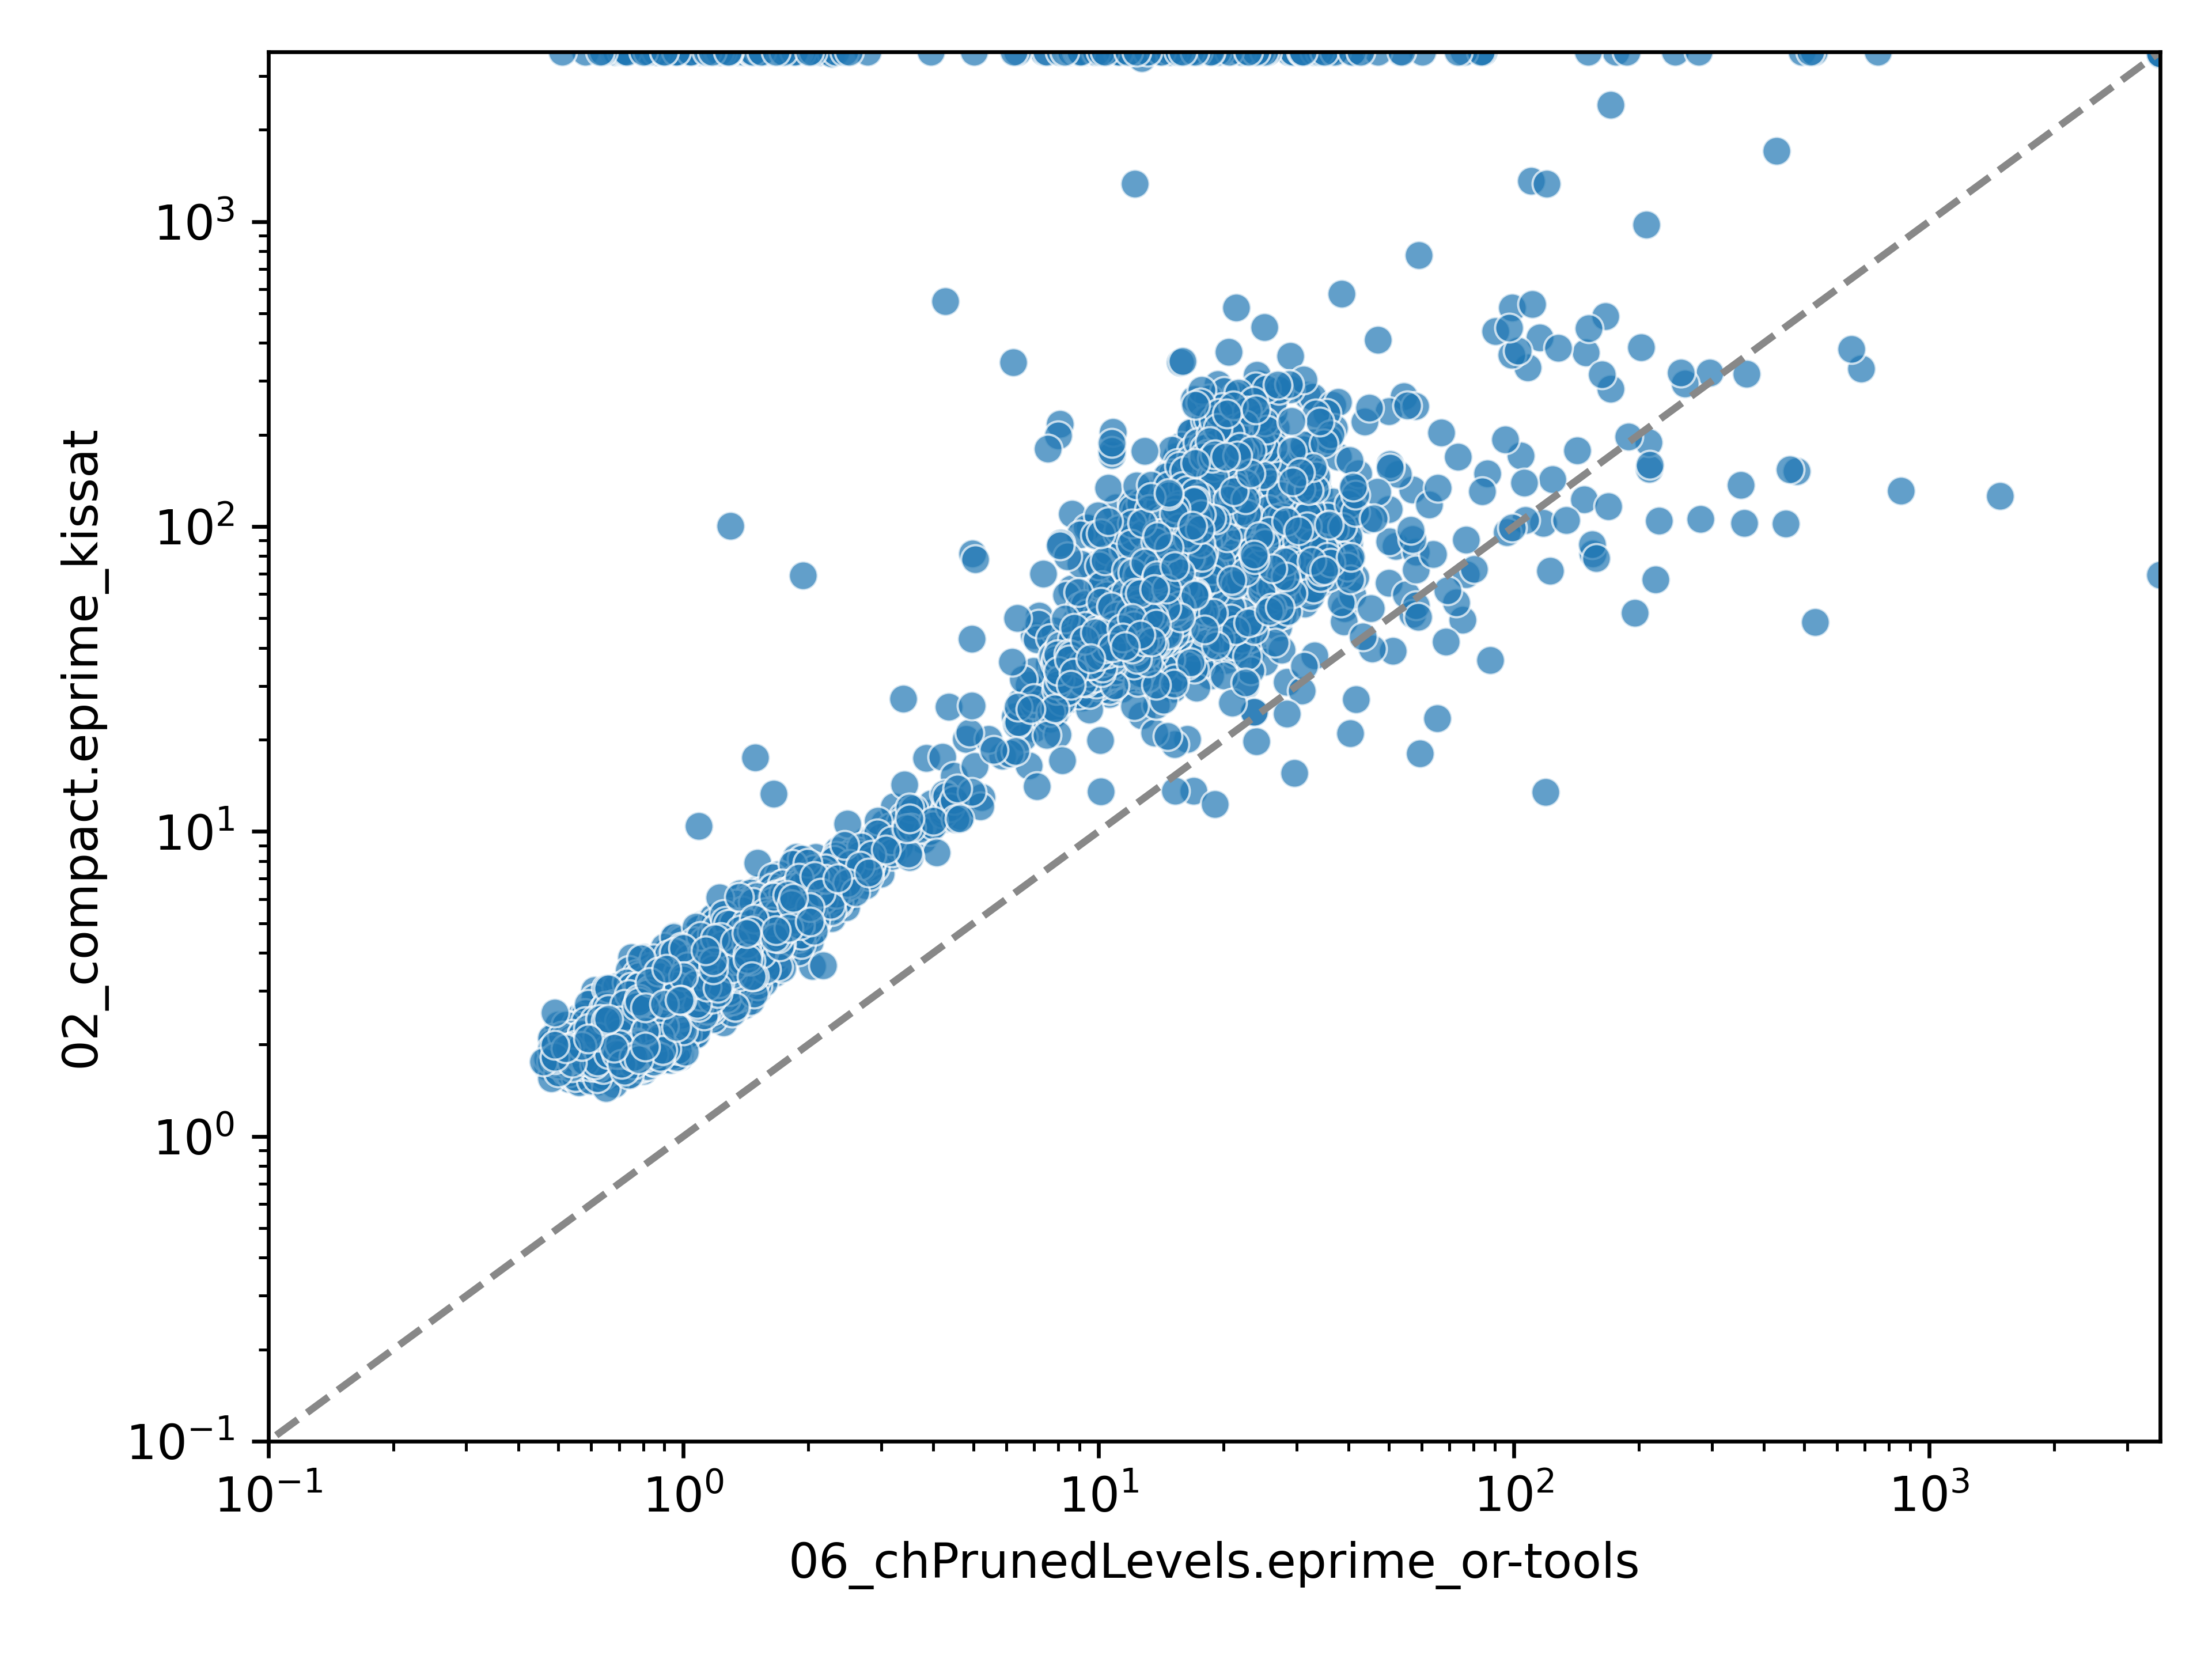 10³
10²
10¹
10⁰
10⁻¹
02_compact.eprime_kissat
10⁻¹ 10⁰ 10¹ 10² 10³
06_chPrunedLevels.eprime_or-tools